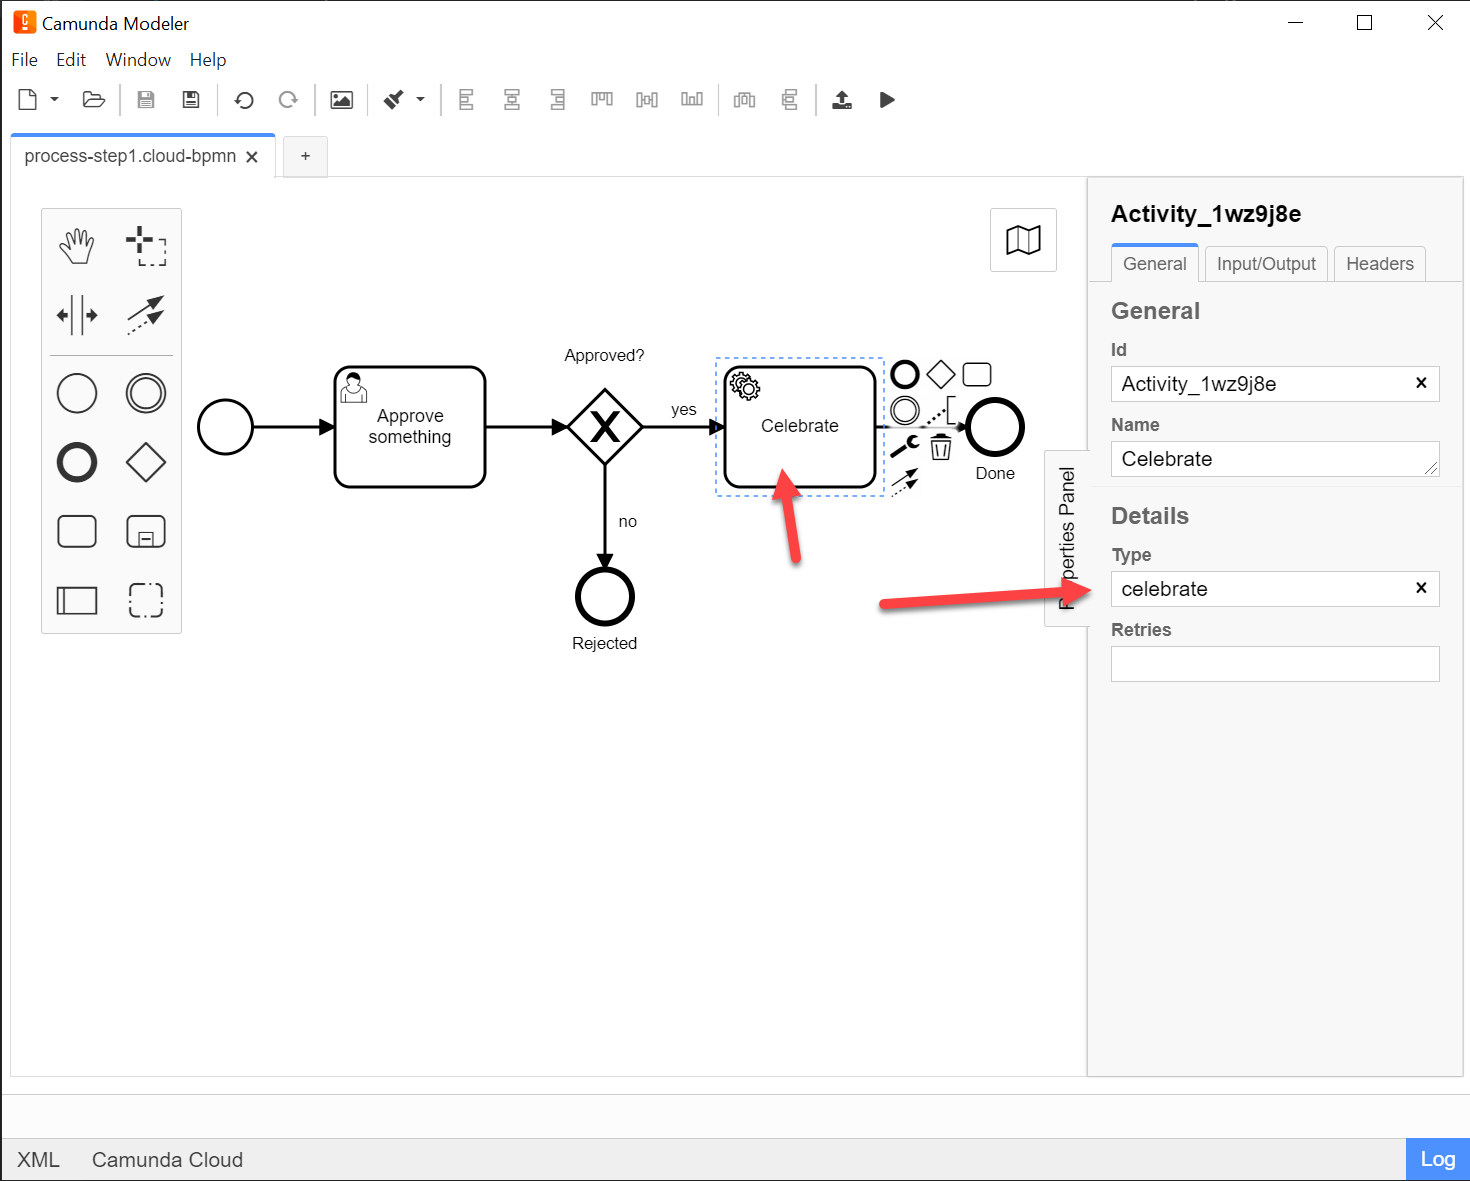 Camunda Modeler
File Edit Window Help
process-step1.cloud-bpmn
+
Activity_1wz9j8e
General Input/Output Headers
General
Id
Activity_1wz9j8e
Name
Celebrate
Details
Type
celebrate
Retries
Approved?
Approve
something
yes
Celebrate
Done
no
Rejected
Properties Panel
XML Camunda Cloud
Log